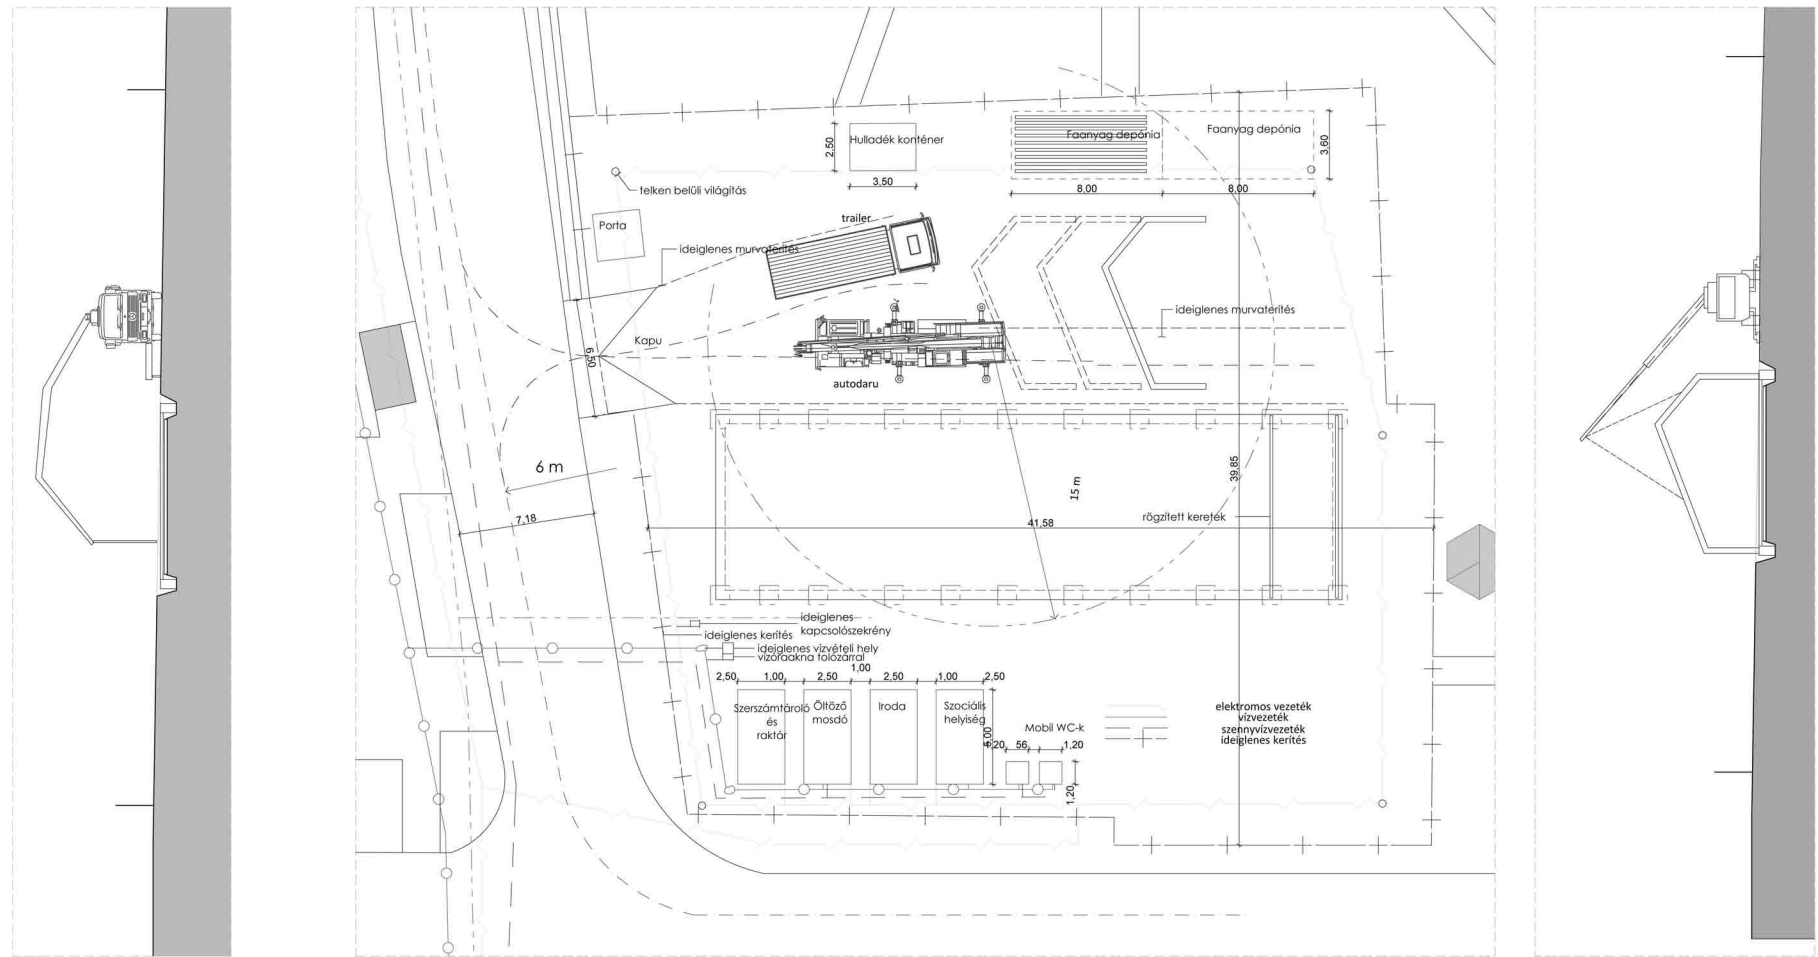 Hulladék konténer
Faanyag depónia
Faanyag depónia
2,50
3,60
3,50
8,00
8,00
telken belüli világítás
Porta
trailer
ideiglenes murvaterítés
ideiglenes murvaterítés
Kapu
6,50
autodaru
6 m
7,18
15 m
39,85
rögzített keretek
41,58
ideiglenes
kapcsolószekrény
ideiglenes kerítés
ideiglenes vízvételi hely
vízóraakna tolózárral
1,00
2,50
1,00
2,50
2,50
1,00
2,50
Szerszámtároló
és
raktár
Öltöző
mosdó
Iroda
Szociális
helyiség
6,00
Mobil WC-k
1,20
56
1,20
1,20
elektromos vezeték
vízvezeték
szennyvízvezeték
ideiglenes kerítés